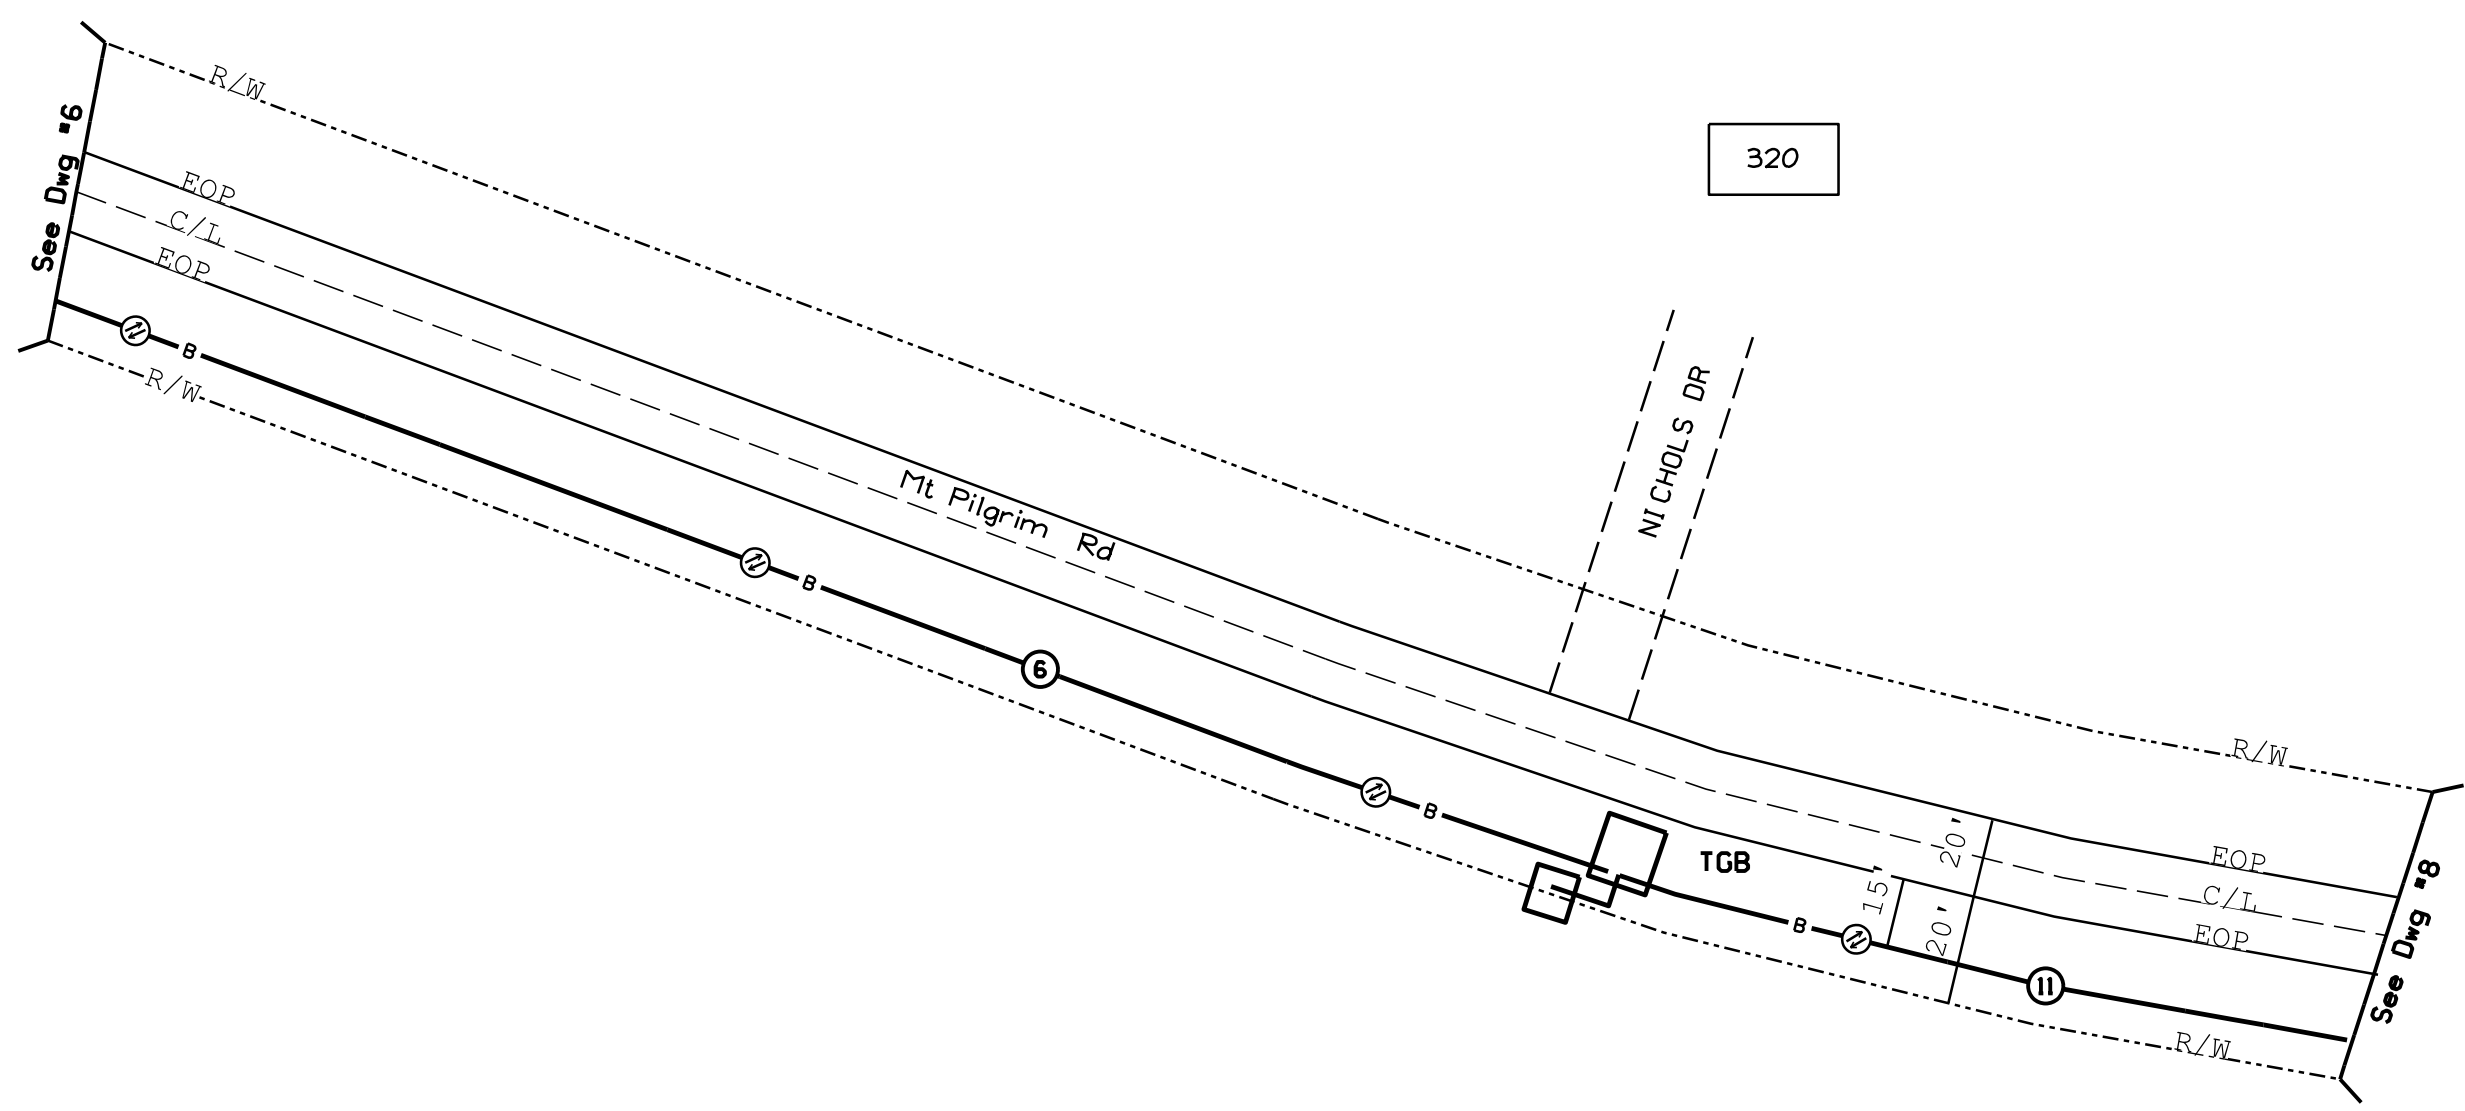 R/W
320
See Dwg #6
EOP
C/L
EOP
B
R/W
NICHOLS DR
Mt Pilgrim Rd
B
6
B
TGB
20'
15'
20'
B
11
R/W
EOP
C/L
EOP
See Dwg #8
R/W